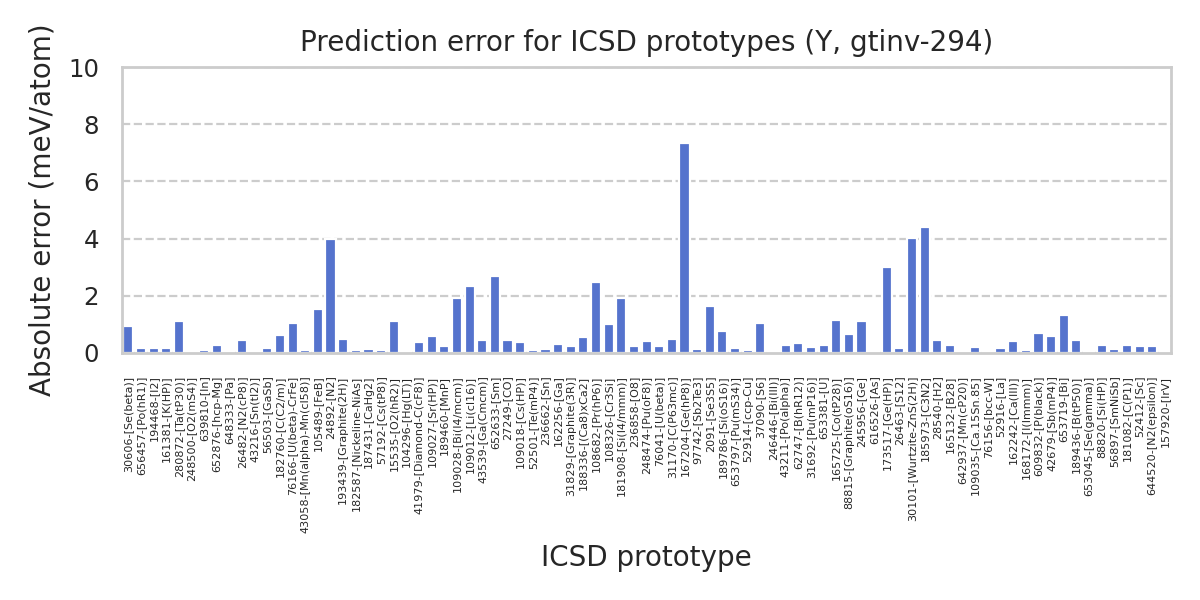 Prediction error for ICSD prototypes (Y, gtinv-294)
Absolute error (meV/atom)
10
8
6
4
2
0
30606-[Se(beta)]
656457-[Po(hR1)]
194468-[I2]
161381-[K(HP)]
280872-[Ta(tP30)]
248500-[O2(mS4)]
639810-[In]
652876-[hcp-Mg]
648333-[Pa]
26482-[N2(cP8)]
43216-[Sn(tI2)]
56503-[GaSb]
182760-[C(C2/m)]
76166-[U(beta)-CrFe]
43058-[Mn(alpha)-Mn(cI58)]
105489-[FeB]
24892-[N2]
193439-[Graphite(2H)]
182587-[Nickeline-NiAs]
187431-[CaHg2]
57192-[Cs(tP8)]
15535-[O2(hR2)]
104296-[Hg(LT)]
41979-[Diamond-C(cF8)]
109027-[Sr(HP)]
189460-[MnP]
109028-[Bi(I4/mcm)]
109012-[Li(cI16)]
43539-[Ga(Cmcm)]
652633-[Sm]
27249-[CO]
109018-[Cs(HP)]
52501-[Te(mP4)]
236662-[Sn]
162256-[Ga]
31829-[Graphite(3R)]
188336-[(Ca8)xCa2]
108682-[Pr(hP6)]
108326-[Cr3Si]
181908-[Si(I4/mmm)]
236858-[O8]
248474-[Pu(oF8)]
76041-[U(beta)]
31170-[C(P63mc)]
167204-[Ge(hP8)]
97742-[Sb2Te3]
2091-[Se3S5]
189786-[Si(oS16)]
653797-[Pu(mS34)]
52914-[ccp-Cu]
37090-[S6]
246446-[Bi(III)]
43211-[Po(alpha)]
62747-[B(hR12)]
31692-[Pu(mP16)]
653381-[U]
165725-[Co(tP28)]
88815-[Graphite(oS16)]
245956-[Ge]
616526-[As]
173517-[Ge(HP)]
26463-[S12]
30101-[Wurtzite-ZnS(2H)]
185973-[C3N2]
28540-[H2]
165132-[B28]
642937-[Mn(cP20)]
109035-[Ca.15Sn.85]
76156-[bcc-W]
52916-[La]
162242-[Ca(III)]
168172-[I(Immm)]
609832-[P(black)]
42679-[Sb(mP4)]
653719-[Bi]
189436-[B(tP50)]
653045-[Se(gamma)]
88820-[Si(HP)]
56897-[SmNiSb]
181082-[C(P1)]
52412-[Sc]
644520-[N2(epsilon)]
157920-[IrV]
ICSD prototype